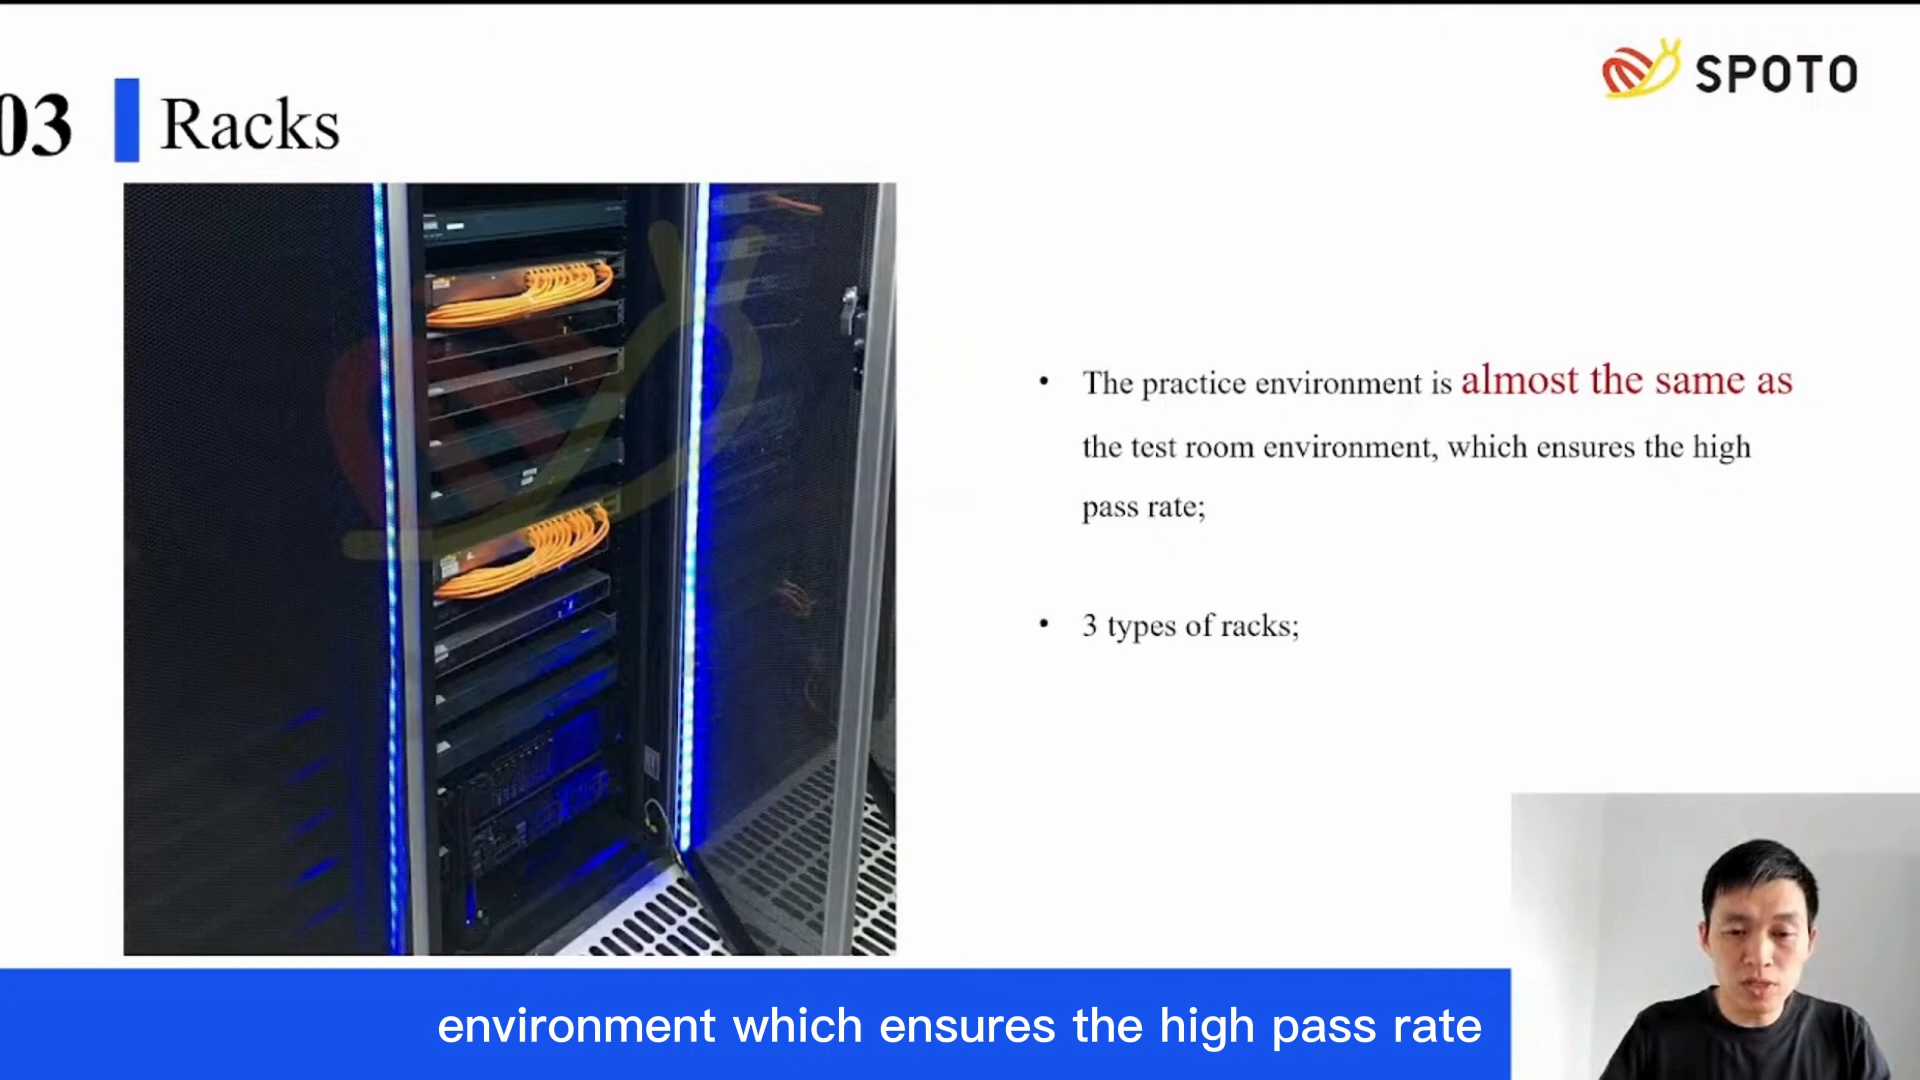 SPOTO
03 Racks
• The practice environment is almost the same as
the test room environment, which ensures the high
pass rate;
• 3 types of racks;
environment which ensures the high pass rate